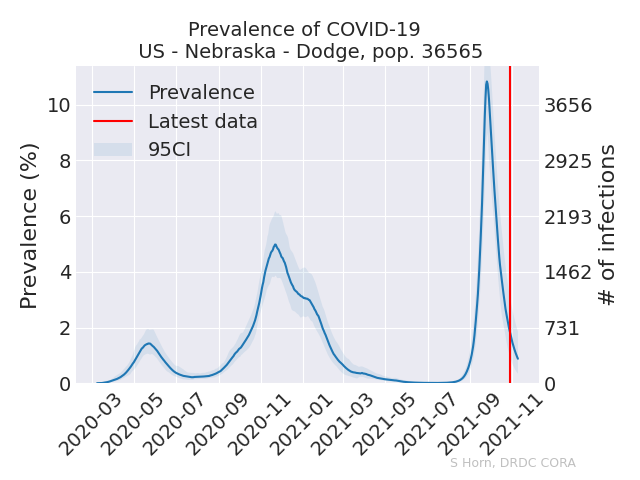 Prevalence of COVID-19
US - Nebraska - Dodge, pop. 36565
Prevalence
Latest data
95CI
Prevalence (%)
10
8
6
4
2
0
3656
2925
2193
1462
731
0
# of infections
2020-03
2020-05
2020-07
2020-09
2020-11
2021-01
2021-03
2021-05
2021-07
2021-09
2021-11
S Horn, DRDC CORA